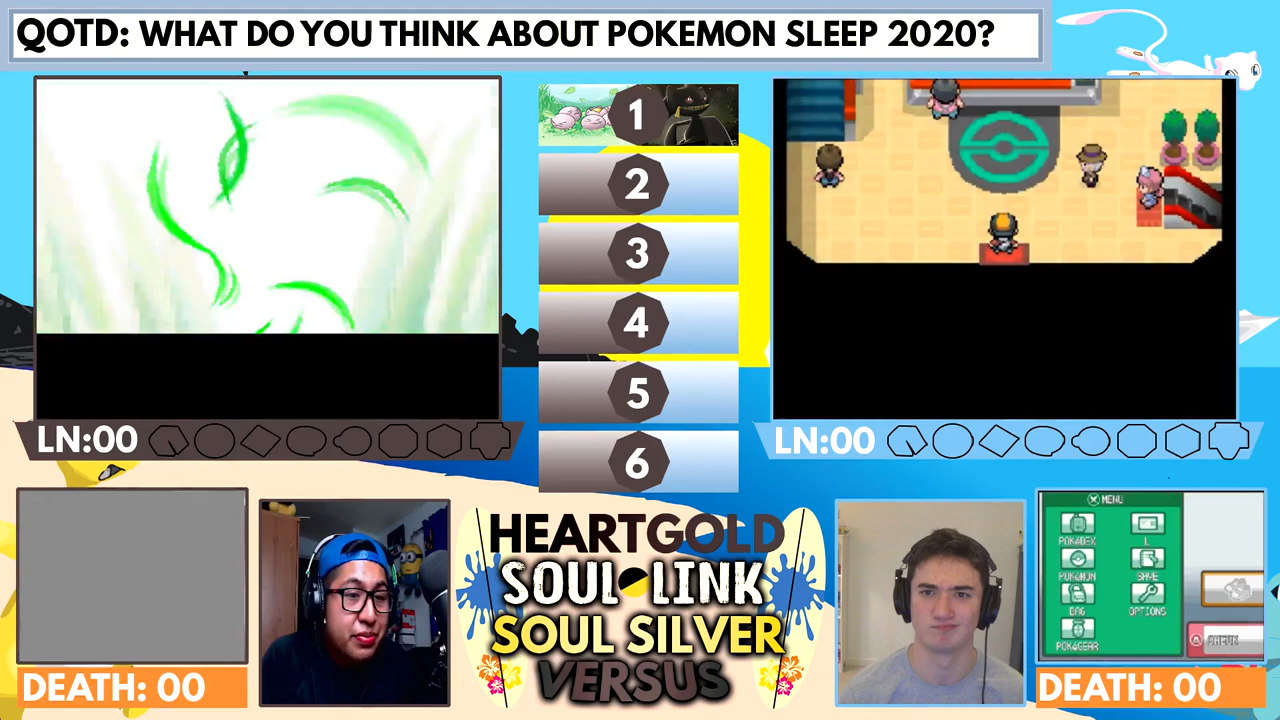 QOTD: WHAT DO YOU THINK ABOUT POKEMON SLEEP 2020?
1
2
3
4
5
6
LN:00
LN:00
HEARTGOLD
SOUL LINK
SOUL SILVER
VERSUS
DEATH: 00
MENU
POKéDEX
L
POKéMON
SAVE
BAG
OPTIONS
POKéGEAR
DEATH: 00